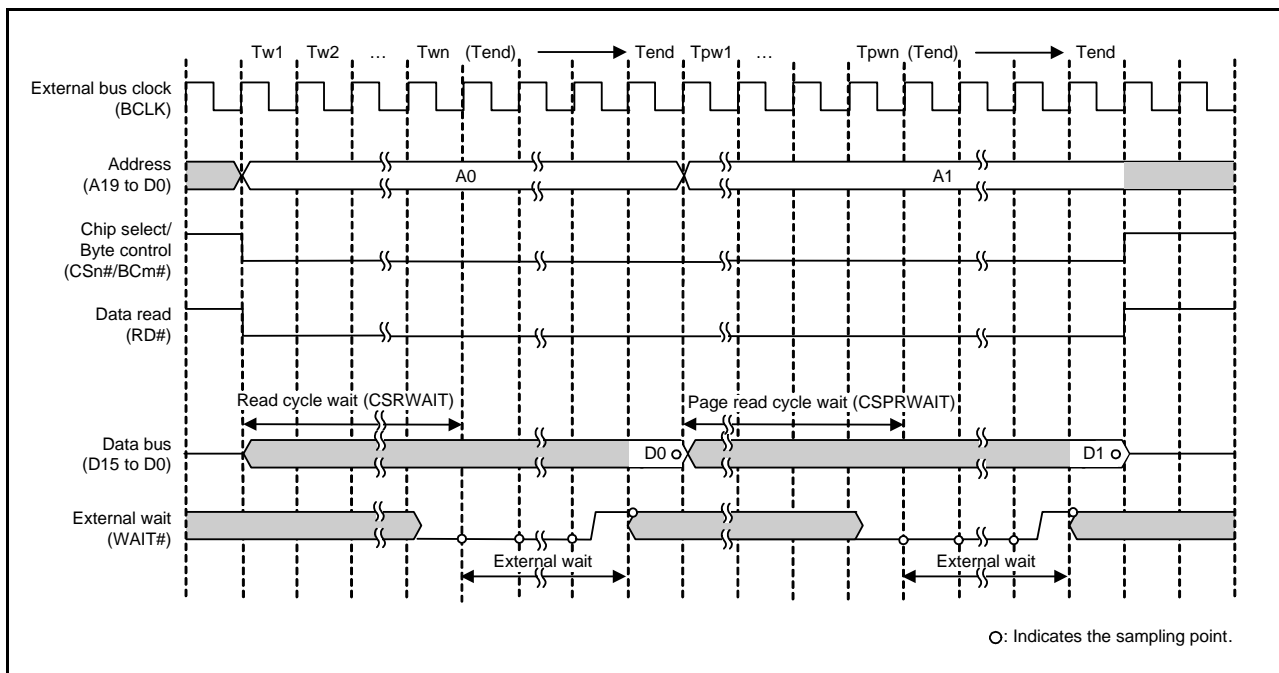 Tw1 Tw2 … Twn (Tend) Tend Tpw1 … Tpwn (Tend) Tend
External bus clock
(BCLK)
Address
(A19 to D0)
A0 A1
Chip select/
Byte control
(CSn#/BCm#)
Data read
(RD#)
Read cycle wait (CSRWAIT) Page read cycle wait (CSPRWAIT)
Data bus
(D15 to D0)
D0 D1
External wait
(WAIT#)
External wait External wait
: Indicates the sampling point.